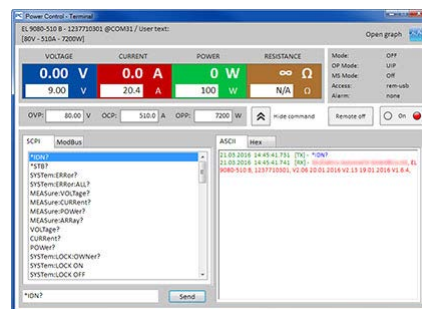 Power Control - Terminal
EL 9080-510 B - 1237710301 @COM31 / User text:
[80V - 510A - 7200W]
Open graph
VOLTAGE CURRENT POWER RESISTANCE
0.00 V 0.0 A 0 W ∞ Ω
9.00 V 20.4 A 100 W N/A Ω
Mode: OFF
OP Mode: UIP
MS Mode: Off
Access: rem-usb
Alarm: none
OVP: 80.00 V OCP: 510.0 A OPP: 7200 W Hide command Remote off On
SCPI ModBus
*IDN?
*STB?
SYSTem:ERRor?
SYSTem:ERRor:ALL?
MEASure:VOLTage?
MEASure:CURRent?
MEASure:POWer?
MEASure:ARRay?
VOLTage?
CURRent?
POWer?
SYSTem:LOCK:OWNer?
SYSTem:LOCK ON
SYSTem:LOCK OFF
*IDN? Send
ASCII Hex
21.03.2016 14:45:41.731 [TX] - *IDN?
21.03.2016 14:45:41.741 [RX] - EL
9080-510 B, 1237710301, V2.06 20.01.2016 V2.13 19.01.2016 V1.6.4,